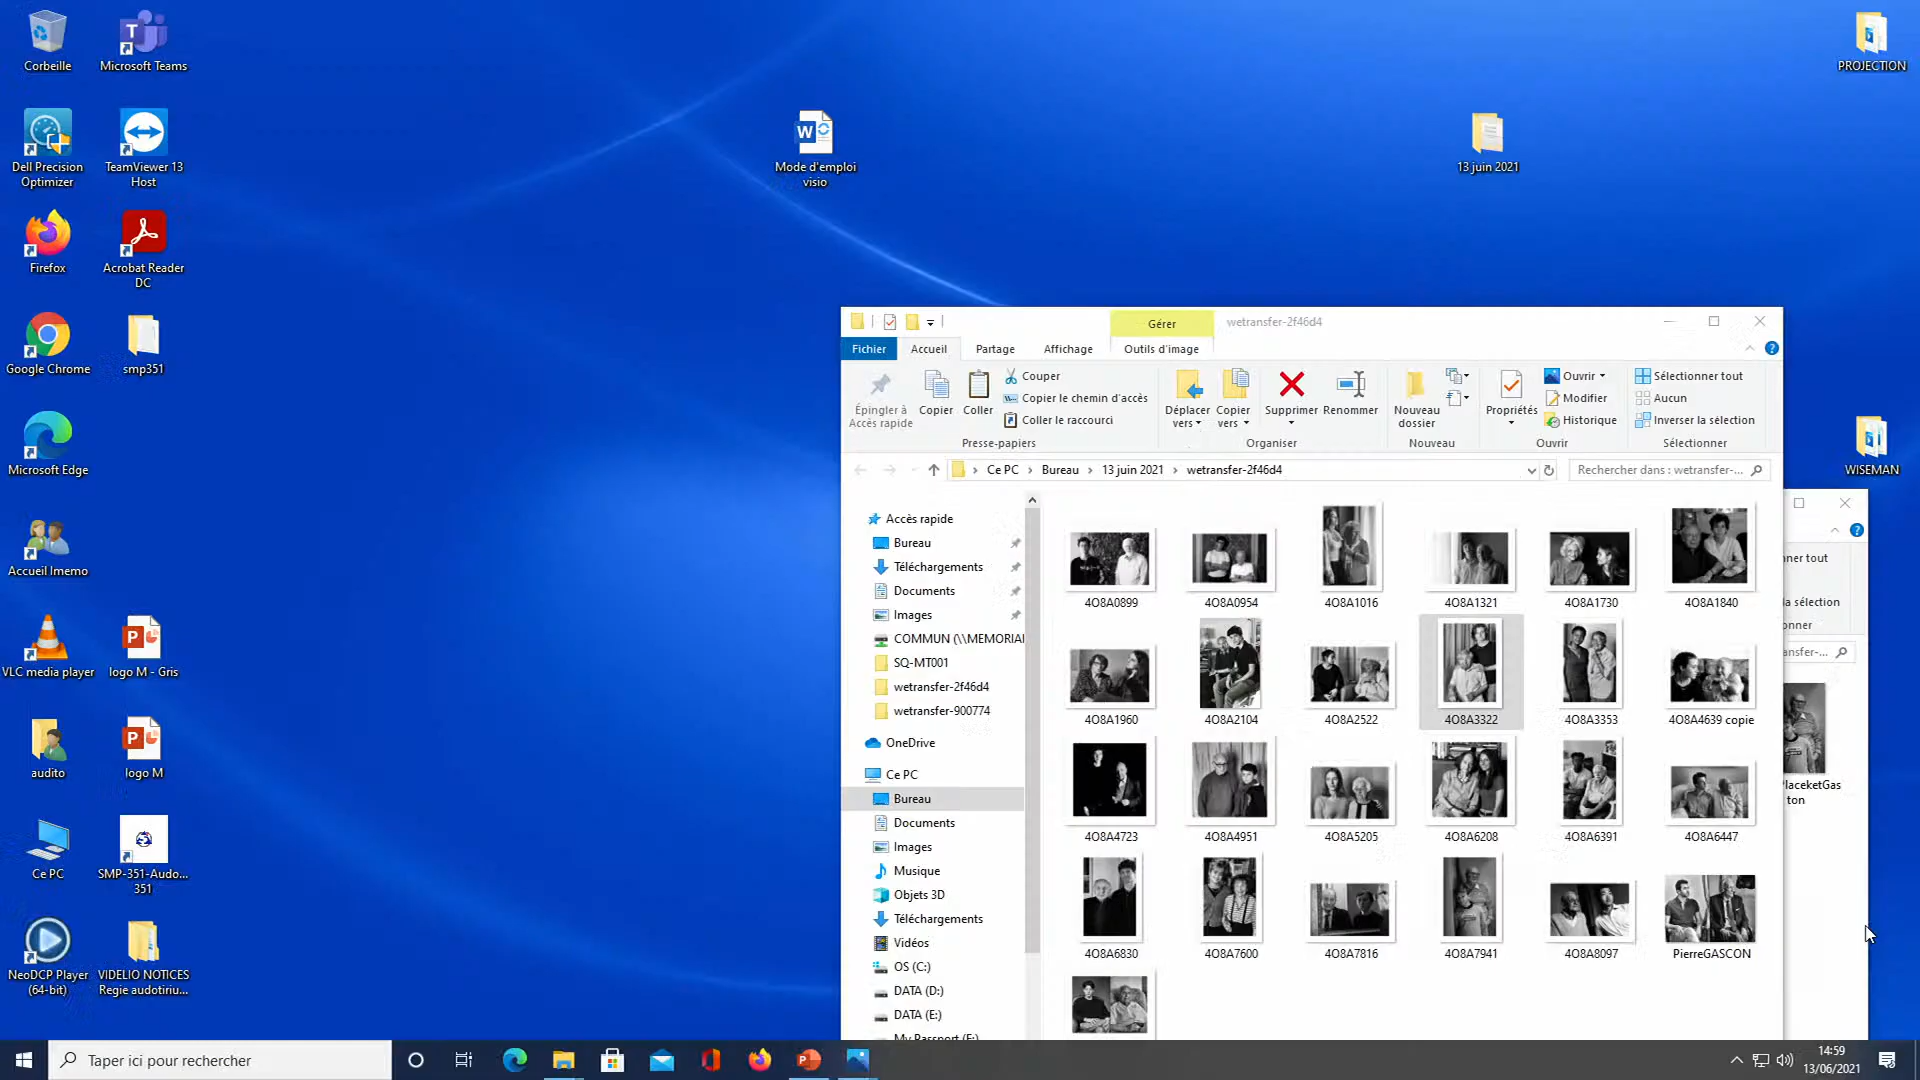 Corbeille
Microsoft Teams
PROJECTION
Dell Precision
Optimizer
TeamViewer 13
Host
Mode d'emploi
visio
13 juin 2021
Firefox
Acrobat Reader
DC
Google Chrome
smp351
Microsoft Edge
WISEMAN
Accueil Imemo
VLC media player
logo M - Gris
audito
logo M
Ce PC
SMP-351-Audo...
351
NeoDCP Player
(64-bit)
VIDELIO NOTICES
Regie audotiriu...
Gérer
wetransfer-2f46d4
Fichier
Accueil
Partage
Affichage
Outils d'image
Épingler à
Accès rapide
Copier
Coller
Couper
Copier le chemin d'accès
Coller le raccourci
Déplacer
vers
Copier
vers
Supprimer
Renommer
Nouveau
dossier
Propriétés
Ouvrir
Modifier
Historique
Sélectionner tout
Aucun
Inverser la sélection
Presse-papiers
Organiser
Nouveau
Ouvrir
Sélectionner
Ce PC > Bureau > 13 juin 2021 > wetransfer-2f46d4
Rechercher dans : wetransfer-...
Accès rapide
Bureau
Téléchargements
Documents
Images
COMMUN (\\MEMORIAL
SQ-MT001
wetransfer-2f46d4
wetransfer-900774
OneDrive
Ce PC
Bureau
Documents
Images
Musique
Objets 3D
Téléchargements
Vidéos
OS (C:)
DATA (D:)
DATA (E:)
My Passport (F:)
4O8A0899
4O8A0954
4O8A1016
4O8A1321
4O8A1730
4O8A1840
4O8A1960
4O8A2104
4O8A2522
4O8A3322
4O8A3353
4O8A4639 copie
4O8A4723
4O8A4951
4O8A5205
4O8A6208
4O8A6391
4O8A6447
4O8A6830
4O8A7600
4O8A7816
4O8A7941
4O8A8097
PierreGASCON
ner tout
la sélection
onner
ansfer-...
laceketGas
ton
Taper ici pour rechercher
14:59
13/06/2021